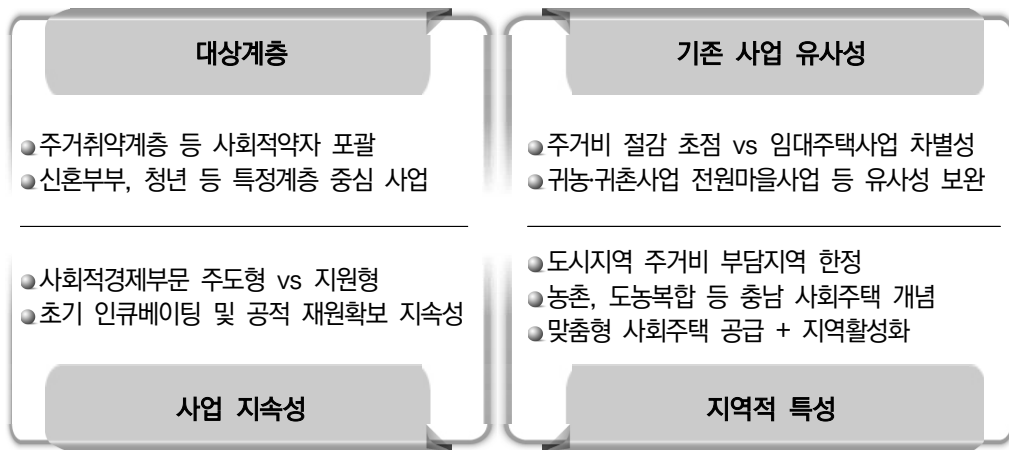 대상계층
주거취약계층 등 사회적약자 포괄
신혼부부, 청년 등 특정계층 중심 사업
사회적경제부문 주도형 vs 지원형
초기 인큐베이팅 및 공적 재원확보 지속성
사업 지속성
기존 사업 유사성
주거비 절감 초점 vs 임대주택사업 차별성
귀농·귀촌사업 전원마을사업 등 유사성 보완
도시지역 주거비 부담지역 한정
농촌, 도농복합 등 충남 사회주택 개념
맞춤형 사회주택 공급 + 지역활성화
지역적 특성